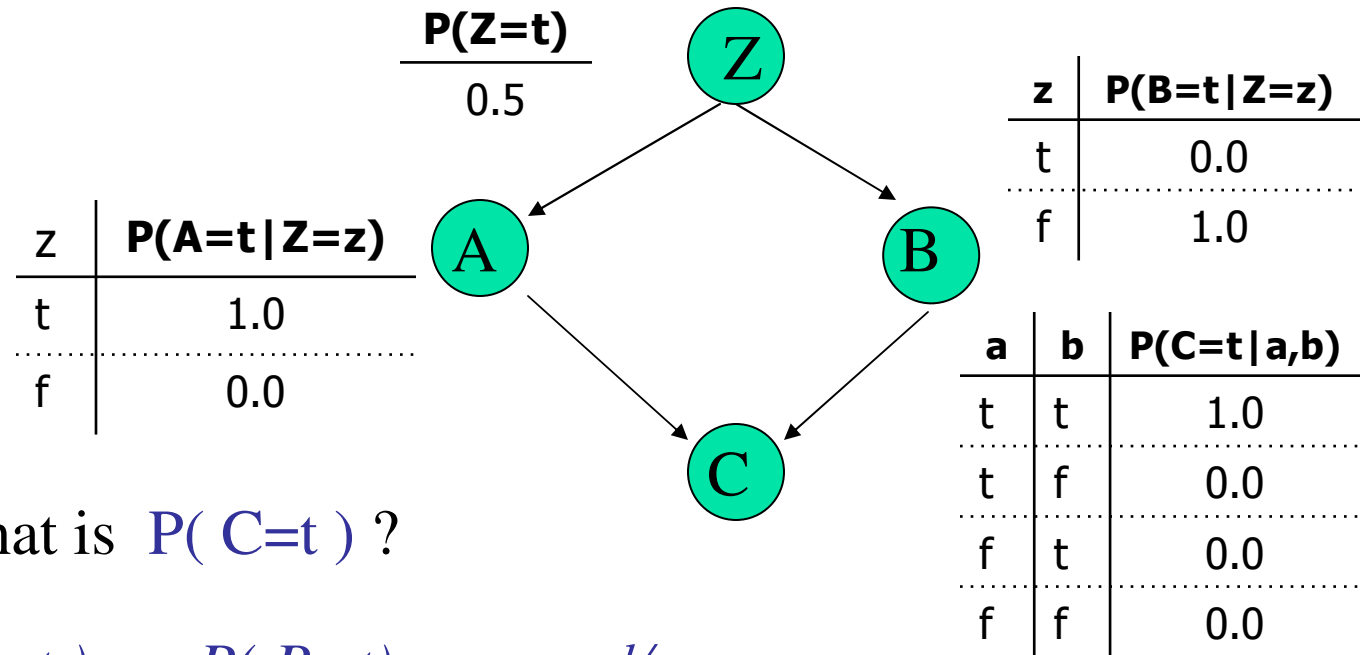 P(Z=t)
0.5
Z
z P(B=t|Z=z)
t 0.0
f 1.0
z P(A=t|Z=z)
t 1.0
f 0.0
A
B
a b P(C=t|a,b)
t t 1.0
t f 0.0
f t 0.0
f f 0.0
C
hat is P( C=t ) ?